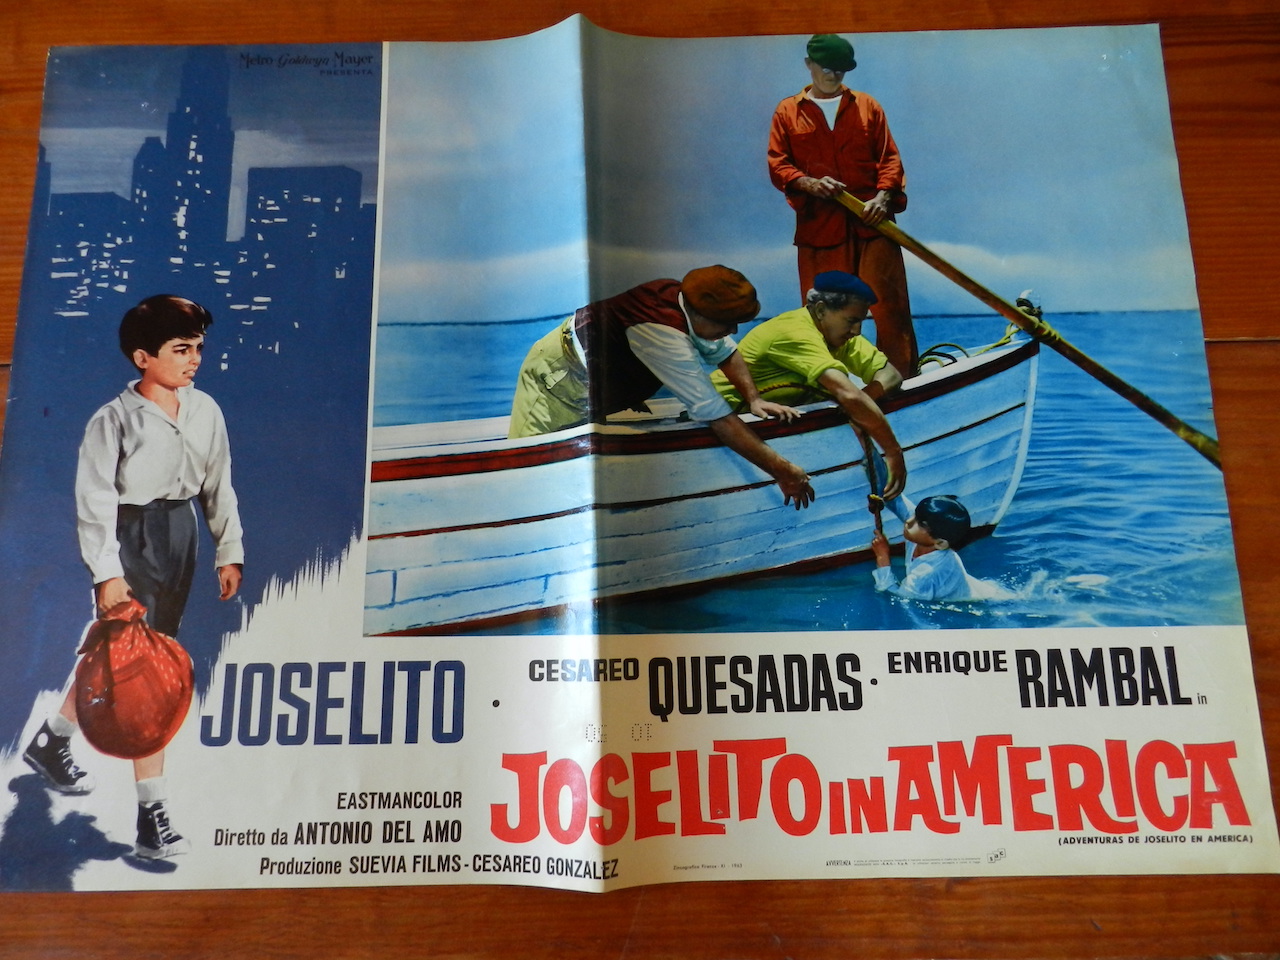 Metro-Goldwyn Mayer
PRESENTA
JOSELITO · CESAREO QUESADAS · ENRIQUE RAMBAL in
JOSELITO IN AMERICA
(ADVENTURAS DE JOSELITO EN AMERICA)
EASTMANCOLOR
Diretto da ANTONIO DEL AMO
Produzione SUEVIA FILMS - CESAREO GONZALEZ
AVVERTENZA